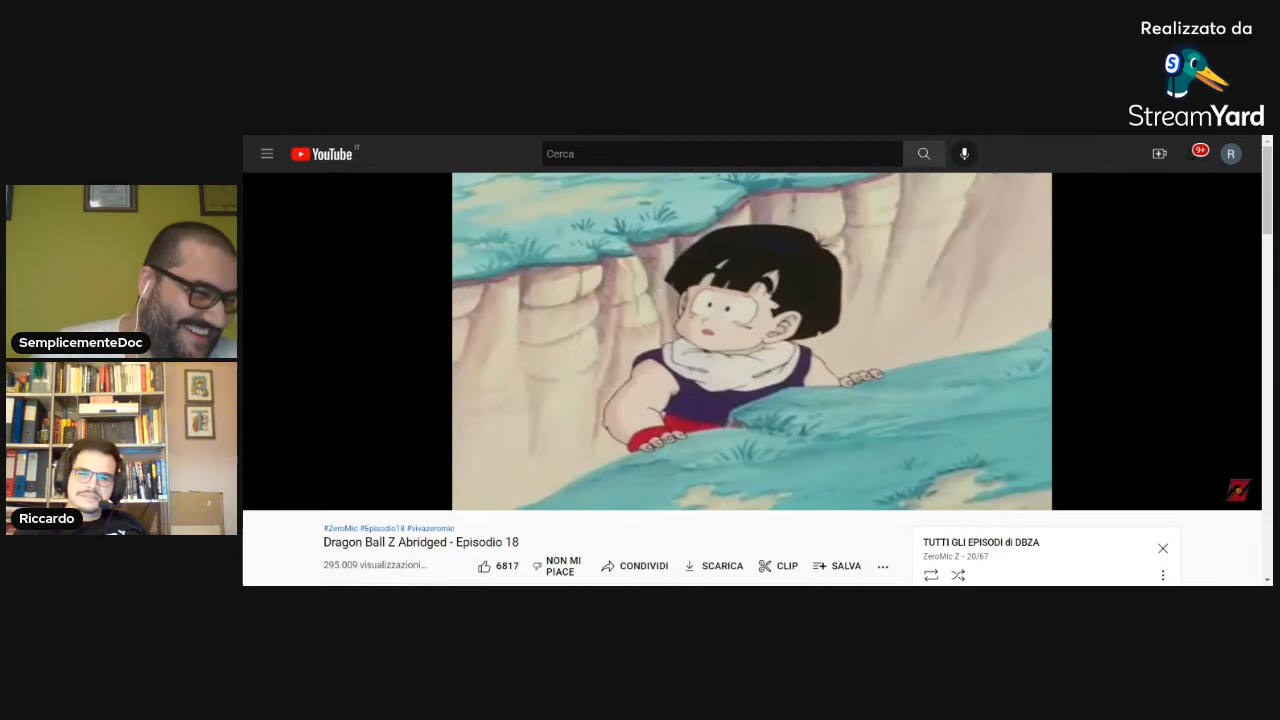 Realizzato da
S
StreamYard
YouTube IT
Cerca
9+
R
SemplicementeDoc
Riccardo
#ZeroMic #Episodio18 #vivazeromic
Dragon Ball Z Abridged - Episodio 18
295.009 visualizzazioni...
6817
NON MI
PIACE
CONDIVIDI
SCARICA
CLIP
SALVA
TUTTI GLI EPISODI di DBZA
ZeroMic Z - 20/67